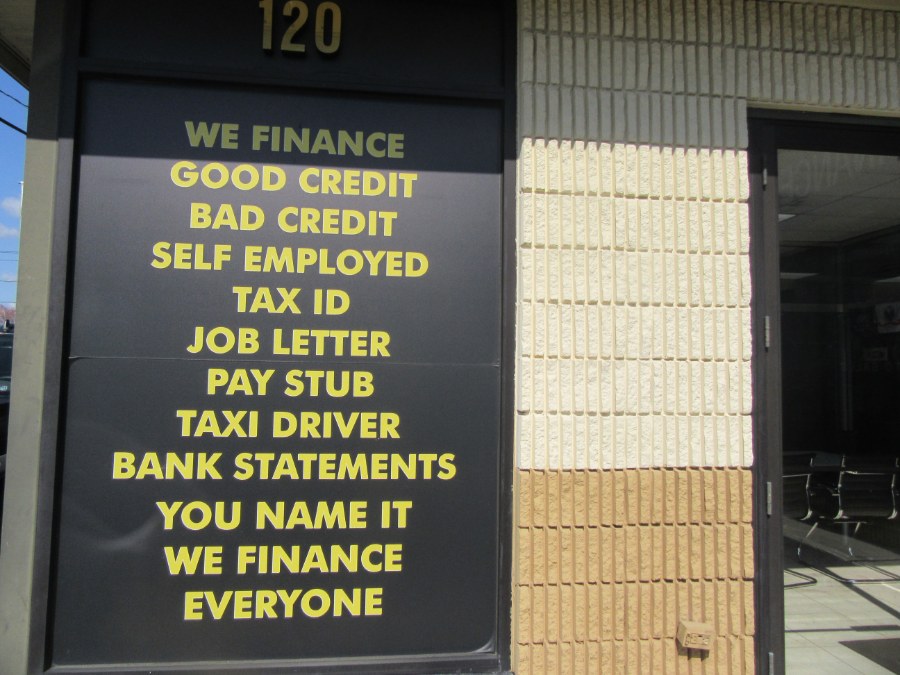 120
WE FINANCE
GOOD CREDIT
BAD CREDIT
SELF EMPLOYED
TAX ID
JOB LETTER
PAY STUB
TAXI DRIVER
BANK STATEMENTS
YOU NAME IT
WE FINANCE
EVERYONE